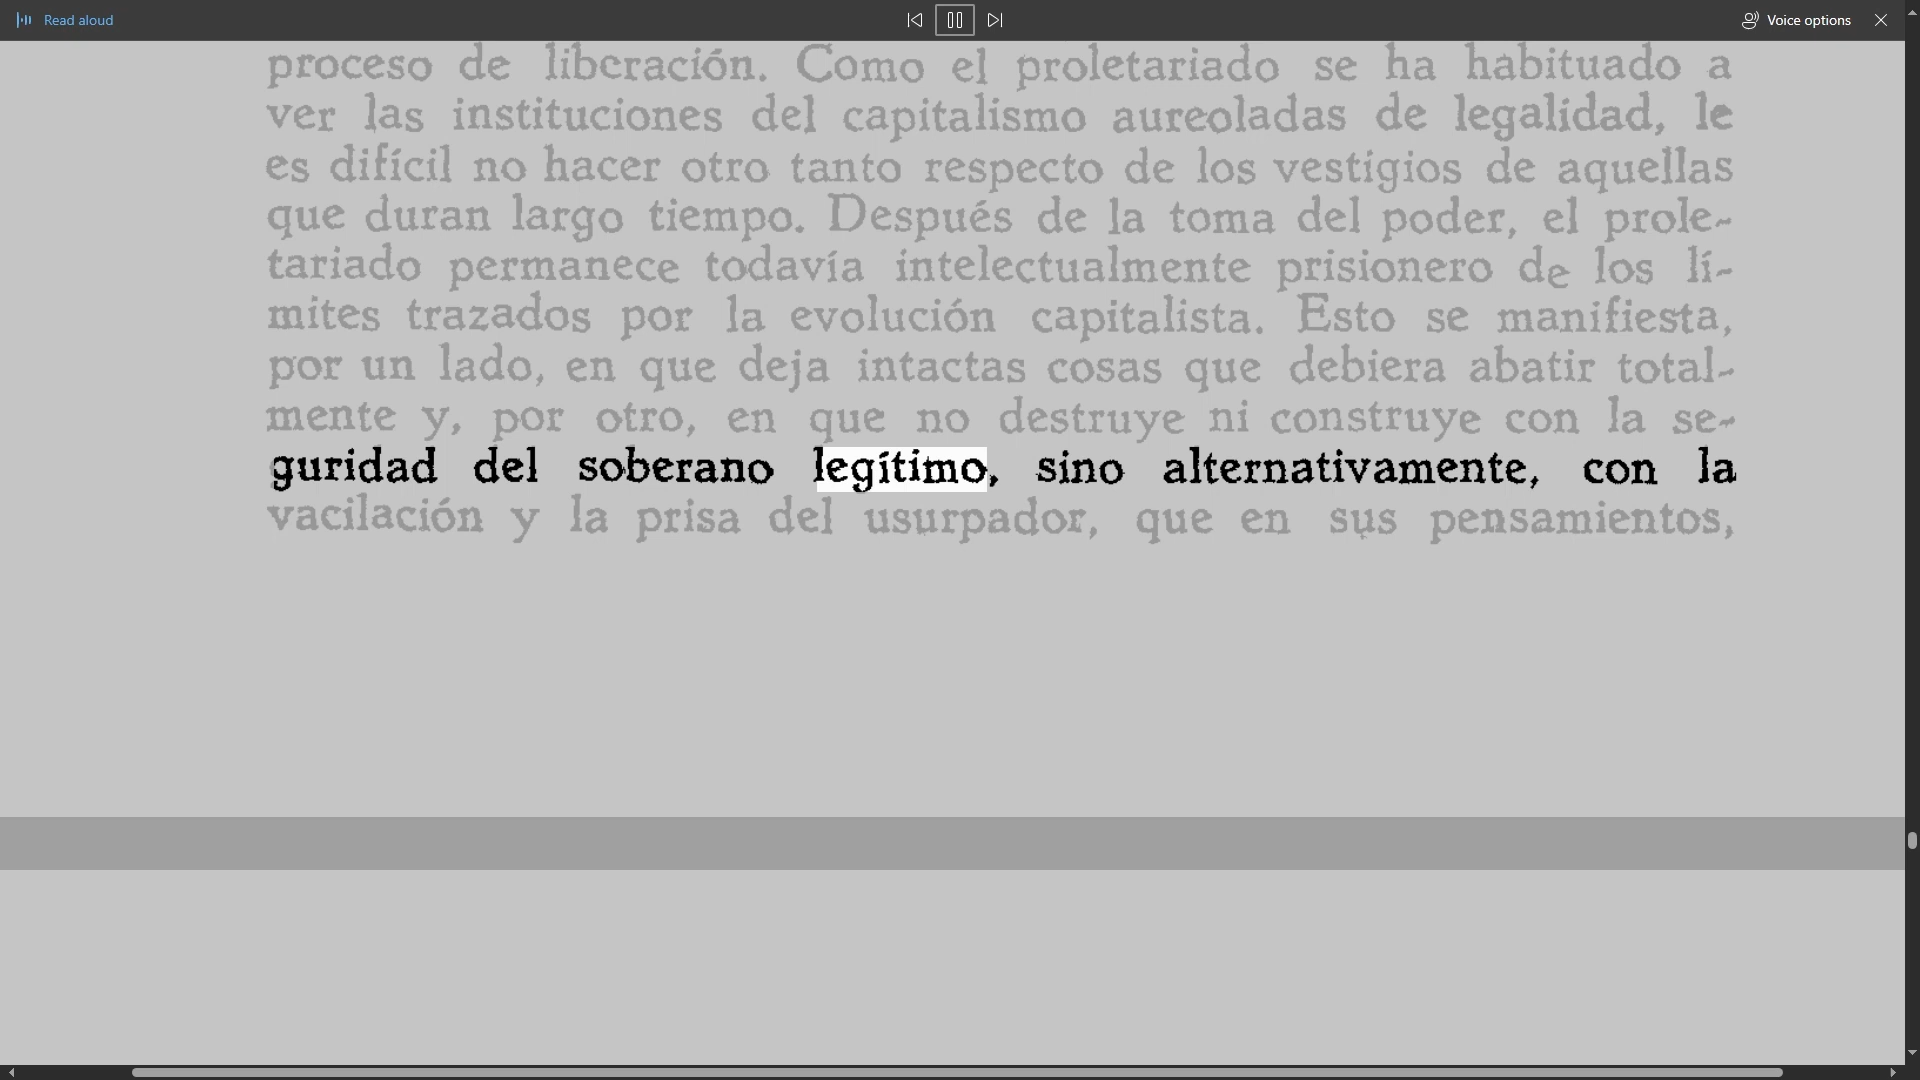 Read aloud
Voice options
proceso de liberación. Como el proletariado se ha habituado a
ver las instituciones del capitalismo aureoladas de legalidad, le
es difícil no hacer otro tanto respecto de los vestigios de aquellas
que duran largo tiempo. Después de la toma del poder, el prole-
tariado permanece todavía intelectualmente prisionero de los lí-
mites trazados por la evolución capitalista. Esto se manifiesta,
por un lado, en que deja intactas cosas que debiera abatir total-
mente y, por otro, en que no destruye ni construye con la se-
guridad del soberano legítimo, sino alternativamente, con la
vacilación y la prisa del usurpador, que en sus pensamientos,